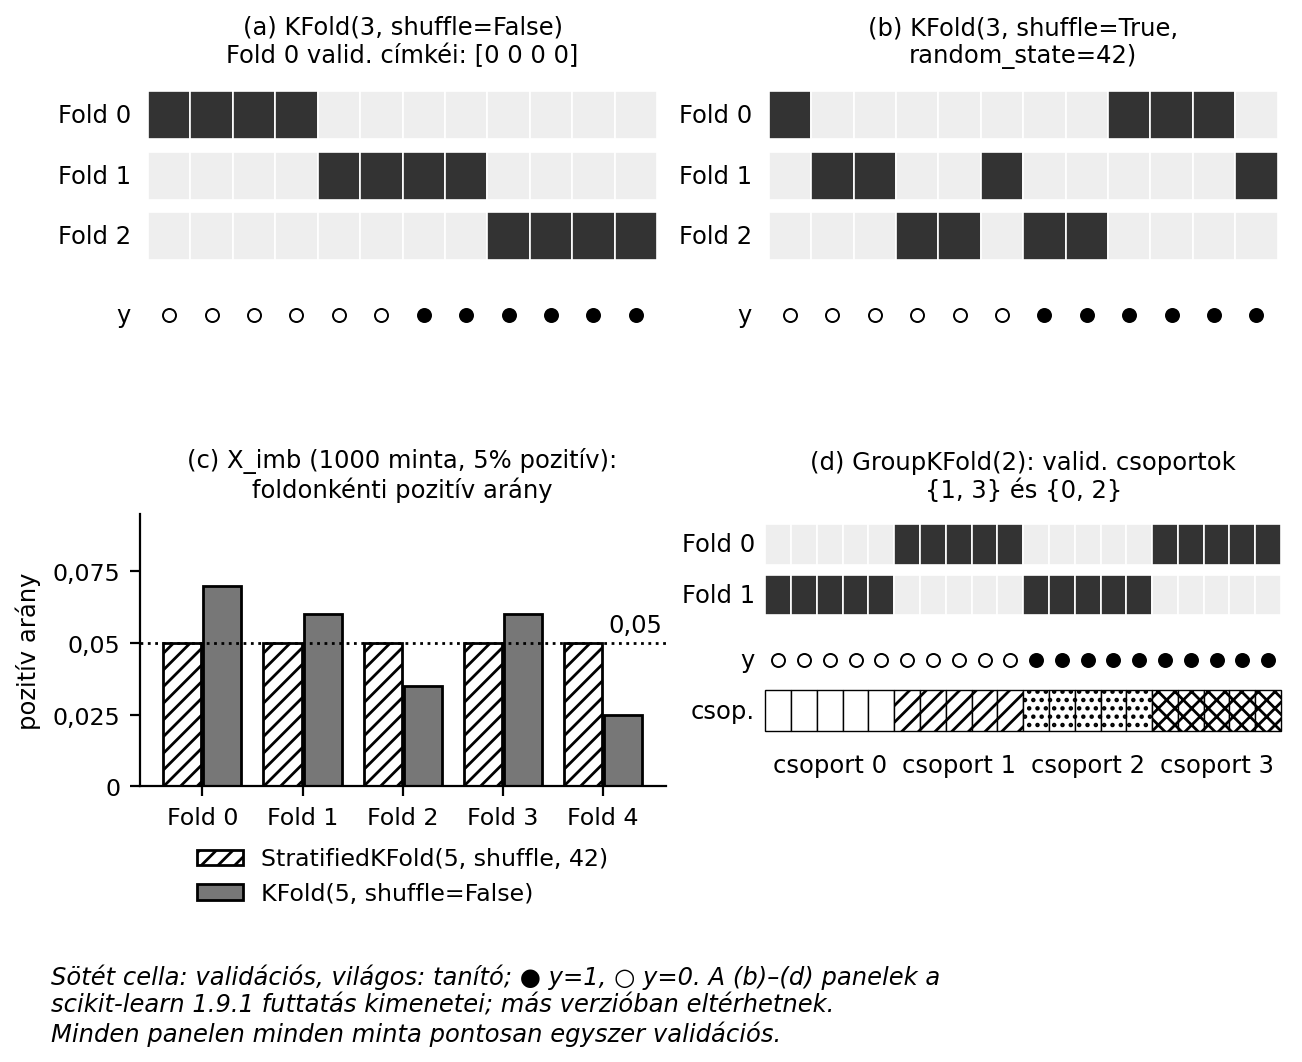 (a) KFold(3, shuffle=False)
Fold 0 valid. címkéi: [0 0 0 0]
Fold 0
Fold 1
Fold 2
y
(b) KFold(3, shuffle=True,
random_state=42)
Fold 0
Fold 1
Fold 2
y
(c) X_imb (1000 minta, 5% pozitív):
foldonkénti pozitív arány
pozitív arány
0,075
0,05
0,025
0
0,05
Fold 0 Fold 1 Fold 2 Fold 3 Fold 4
StratifiedKFold(5, shuffle, 42)
KFold(5, shuffle=False)
(d) GroupKFold(2): valid. csoportok
{1, 3} és {0, 2}
Fold 0
Fold 1
y
csop.
csoport 0 csoport 1 csoport 2 csoport 3
Sötét cella: validációs, világos: tanító; ● y=1, ○ y=0. A (b)–(d) panelek a
scikit-learn 1.9.1 futtatás kimenetei; más verzióban eltérhetnek.
Minden panelen minden minta pontosan egyszer validációs.